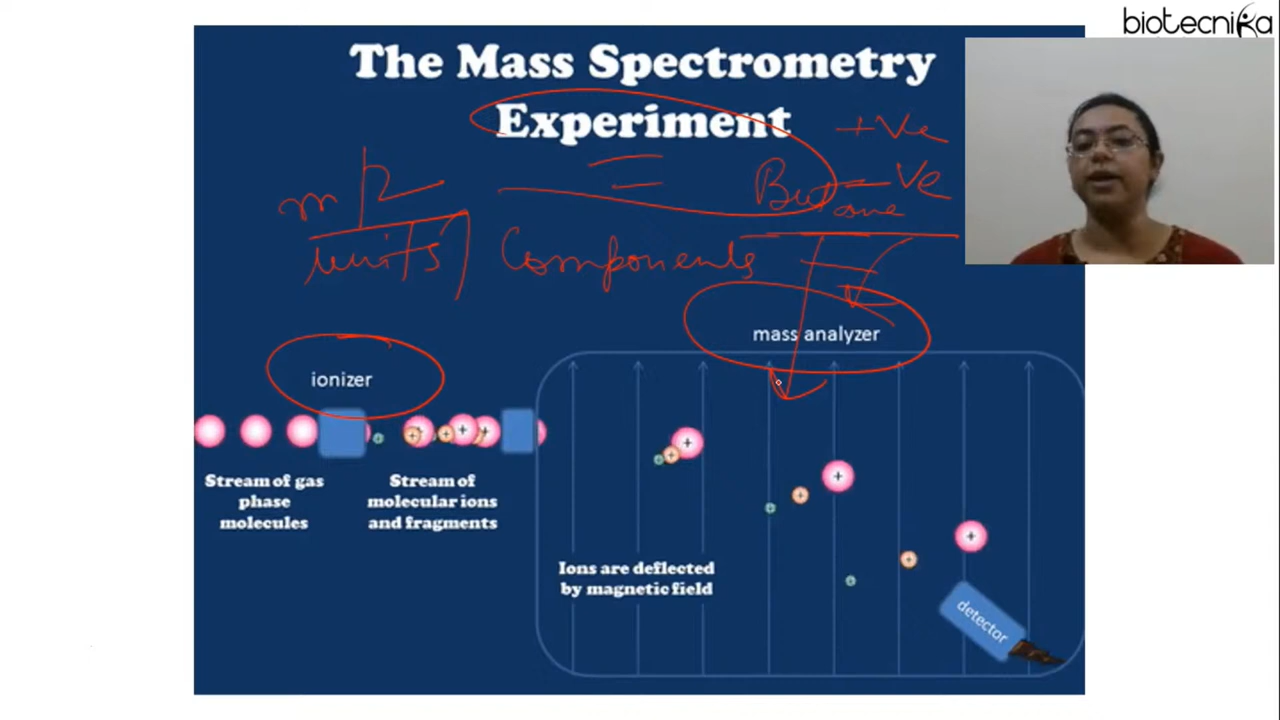 biotecnika
The Mass Spectrometry
Experiment
+Ve
-Ve
m/z
Butane
units
Components
mass analyzer
ionizer
Stream of gas
phase
molecules
Stream of
molecular ions
and fragments
Ions are deflected
by magnetic field
detector